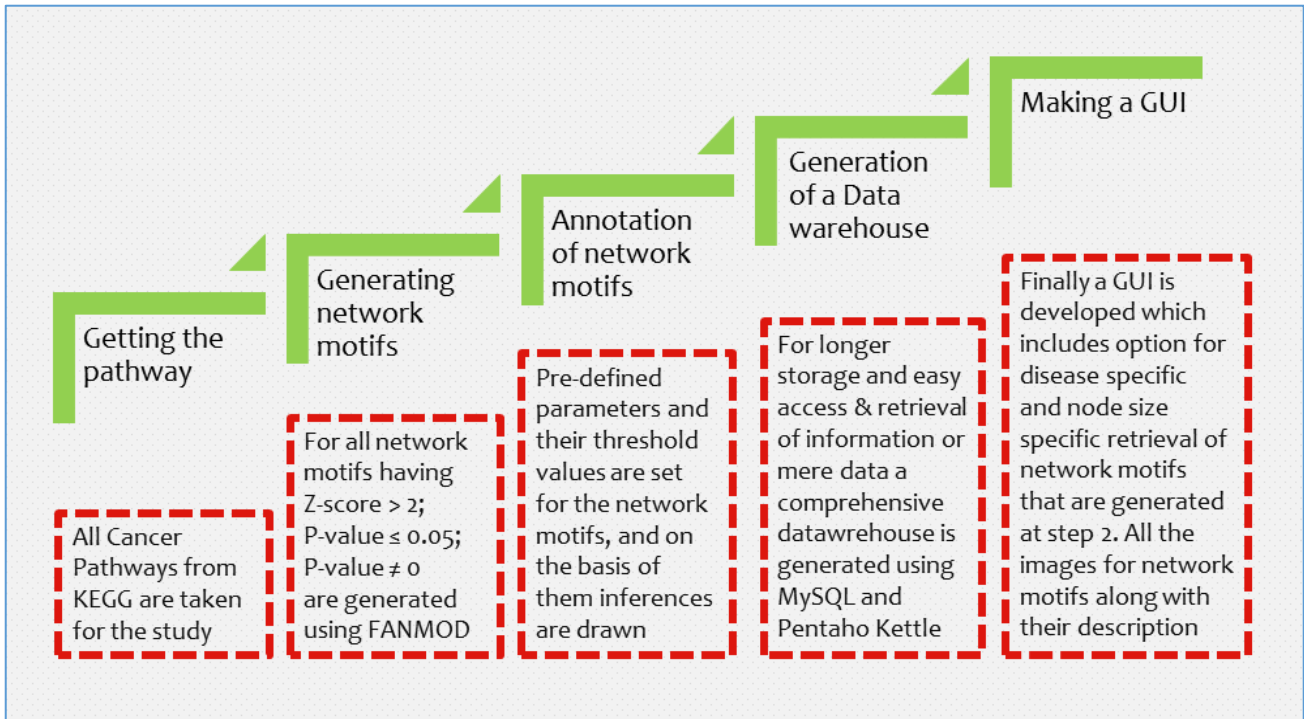 Getting the
pathway
All Cancer
Pathways from
KEGG are taken
for the study
Generating
network
motifs
For all network
motifs having
Z-score > 2;
P-value ≤ 0.05;
P-value ≠ 0
are generated
using FANMOD
Annotation
of network
motifs
Pre-defined
parameters and
their threshold
values are set
for the network
motifs, and on
the basis of
them inferences
are drawn
Generation
of a Data
warehouse
For longer
storage and easy
access & retrieval
of information or
mere data a
comprehensive
datawrehouse is
generated using
MySQL and
Pentaho Kettle
Making a GUI
Finally a GUI is
developed which
includes option for
disease specific
and node size
specific retrieval of
network motifs
that are generated
at step 2. All the
images for network
motifs along with
their description